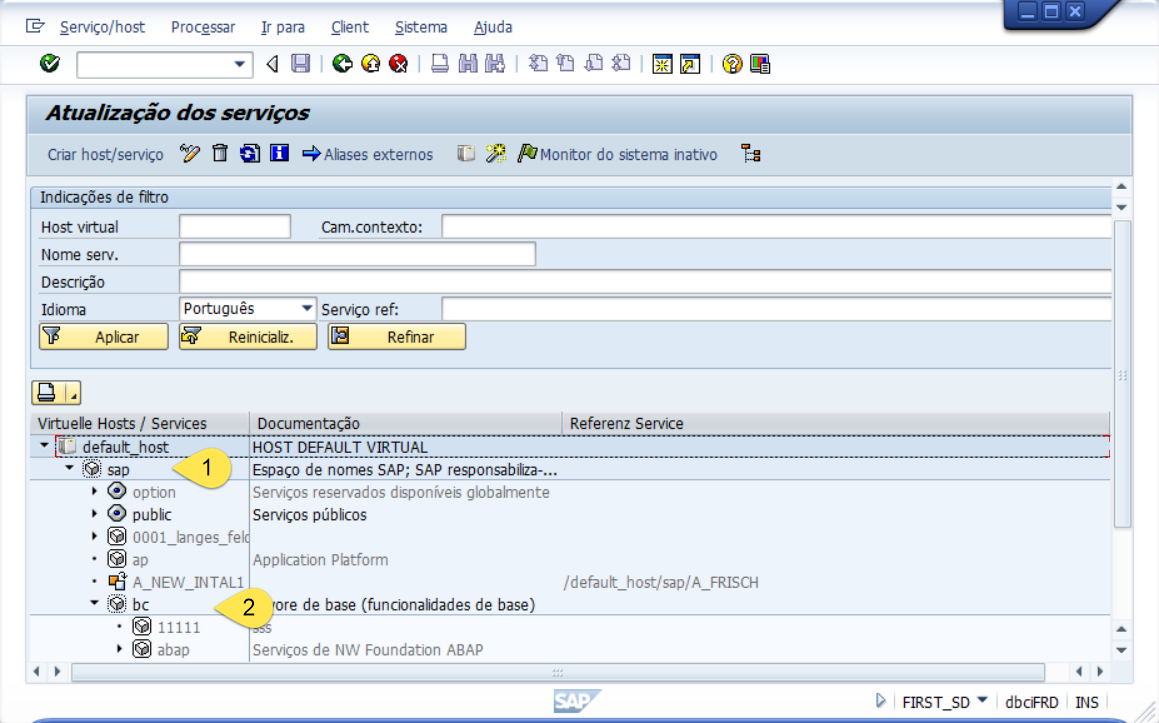 Serviço/host Processar Ir para Client Sistema Ajuda
Atualização dos serviços
Criar host/serviço Aliases externos Monitor do sistema inativo
Indicações de filtro
Host virtual Cam.contexto:
Nome serv.
Descrição
Idioma Português Serviço ref:
Aplicar Reinicializ. Refinar
Virtuelle Hosts / Services Documentação Referenz Service
default_host HOST DEFAULT VIRTUAL
sap 1 Espaço de nomes SAP; SAP responsabiliza-...
option Serviços reservados disponíveis globalmente
public Serviços públicos
0001_langes_feld
ap Application Platform
A_NEW_INTAL1 /default_host/sap/A_FRISCH
bc 2 vore de base (funcionalidades de base)
11111 sss
abap Serviços de NW Foundation ABAP
SAP FIRST_SD dbciFRD INS